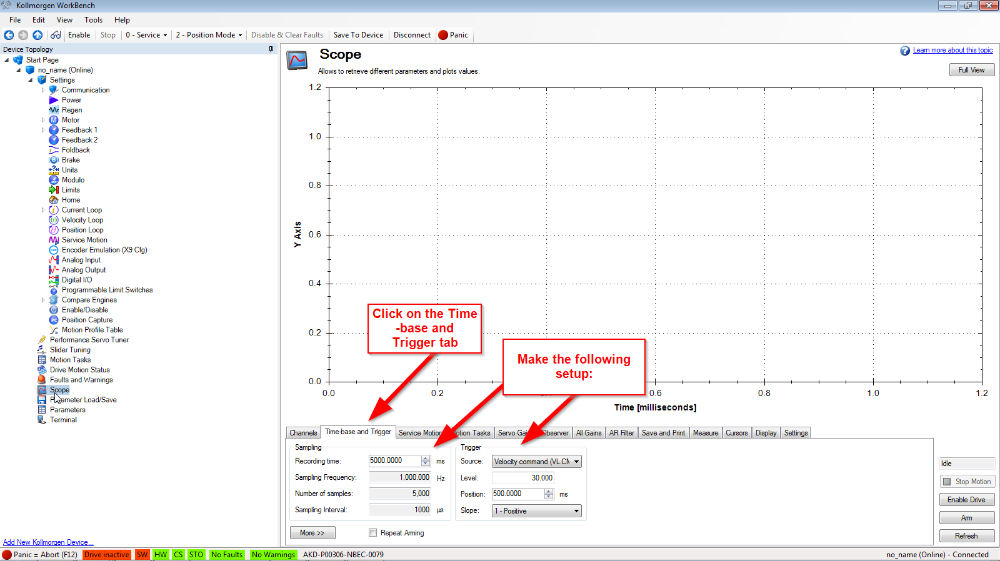 Kollmorgen WorkBench
File Edit View Tools Help
Enable Stop 0 - Service 2 - Position Mode Disable & Clear Faults Save To Device Disconnect Panic
Device Topology
Start Page
no_name (Online)
Settings
Communication
Power
Regen
Motor
Feedback 1
Feedback 2
Foldback
Brake
Units
Modulo
Limits
Home
Current Loop
Velocity Loop
Position Loop
Service Motion
Encoder Emulation (X9 Cfg)
Analog Input
Analog Output
Digital I/O
Programmable Limit Switches
Compare Engines
Enable/Disable
Position Capture
Motion Profile Table
Performance Servo Tuner
Slider Tuning
Motion Tasks
Drive Motion Status
Faults and Warnings
Scope
Parameter Load/Save
Parameters
Terminal
Add New Kollmorgen Device...
Scope
Allows to retrieve different parameters and plots values.
Learn more about this topic
Full View
1.2
1.0
0.8
0.6
0.4
0.2
0.0
Y Axis
0.0 0.2 0.6 0.8 1.0 1.2
Time [milliseconds]
Click on the Time
-base and
Trigger tab
Make the following
setup:
Channels Time-base and Trigger Service Motion Motion Tasks Servo Gains Observer All Gains AR Filter Save and Print Measure Cursors Display Settings
Sampling
Recording time: 5000.0000 ms
Sampling Frequency: 1,000.000 Hz
Number of samples: 5,000
Sampling Interval: 1000 µs
More >>
Repeat Arming
Trigger
Source: Velocity command (VL.CM
Level: 30.000
Position: 500.0000 ms
Slope: 1 - Positive
Idle
Stop Motion
Enable Drive
Arm
Refresh
Panic = Abort (F12) Drive inactive SW HW CS STO No Faults No Warnings AKD-P00306-NBEC-0079 no_name (Online) - Connected